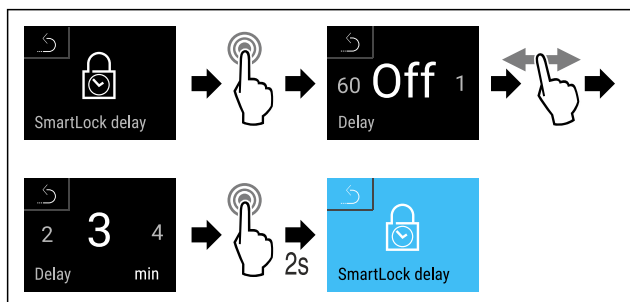 SmartLock delay
60 Off 1
Delay
2 3 4
Delay min
2s
SmartLock delay